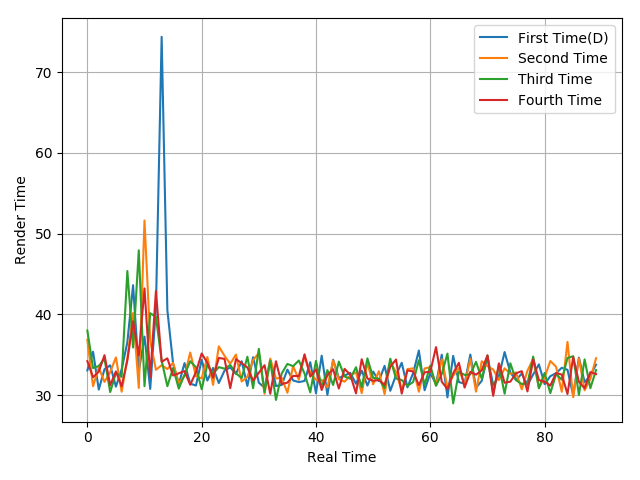 First Time(D)
Second Time
Third Time
Fourth Time
70
60
50
40
30
Render Time
0 20 40 60 80
Real Time